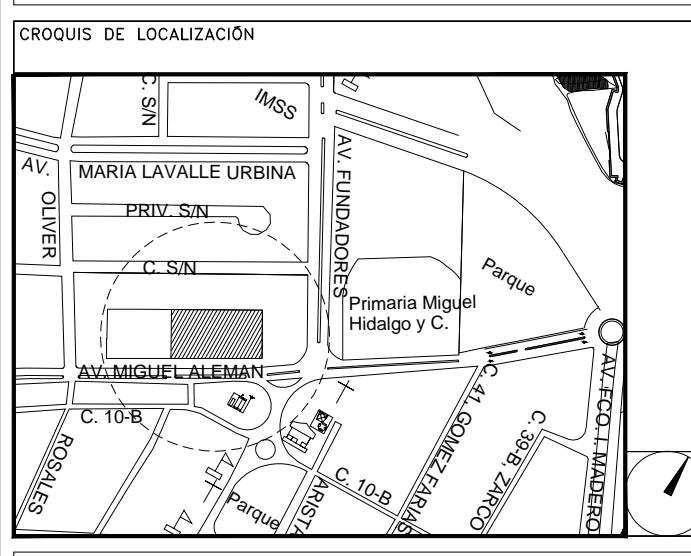 CROQUIS DE LOCALIZACIÓN
C. S/N
IMSS
AV.
MARIA LAVALLE URBINA
AV. FUNDADORES
OLIVER
PRIV. S/N
C. S/N
Parque
Primaria Miguel
Hidalgo y C.
AV. MIGUEL ALEMAN
C. 10-B
ROSALES
Parque
ARISTA
C. 10-B
C. 41, GOMEZ FARIAS
C. 39-B, ZARCO
AV. FCO. I. MADERO